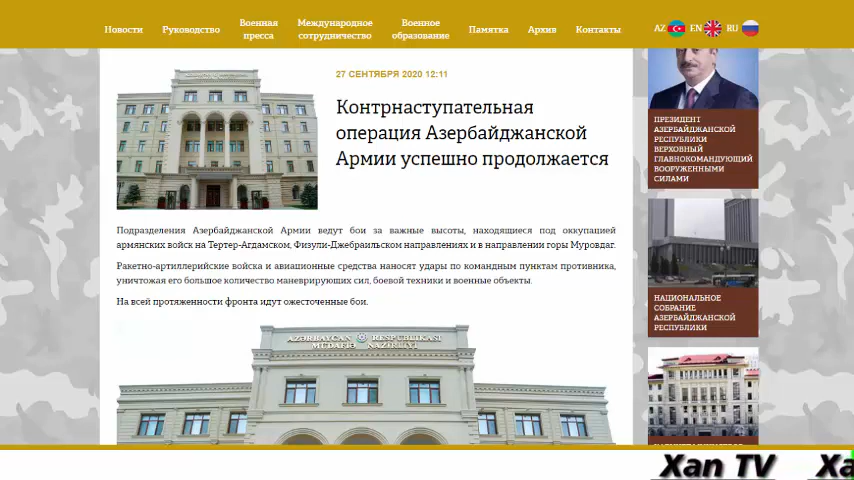 Новости
Руководство
Военная
пресса
Международное
сотрудничество
Военное
образование
Памятка
Архив
Контакты
AZ
EN
RU
27 СЕНТЯБРЯ 2020 12:11
Контрнаступательная
операция Азербайджанской
Армии успешно продолжается
Подразделения Азербайджанской Армии ведут бои за важные высоты, находящиеся под оккупацией
армянских войск на Тертер-Агдамском, Физули-Джебраильском направлениях и в направлении горы Муровдаг.
Ракетно-артиллерийские войска и авиационные средства наносят удары по командным пунктам противника,
уничтожая его большое количество маневрирующих сил, боевой техники и военные объекты.
На всей протяженности фронта идут ожесточенные бои.
AZƏRBAYCAN RESPUBLİKASI
MÜDAFİƏ NAZİRLİYİ
ПРЕЗИДЕНТ
АЗЕРБАЙДЖАНСКОЙ
РЕСПУБЛИКИ
ВЕРХОВНЫЙ
ГЛАВНОКОМАНДУЮЩИЙ
ВООРУЖЕННЫМИ
СИЛАМИ
НАЦИОНАЛЬНОЕ
СОБРАНИЕ
АЗЕРБАЙДЖАНСКОЙ
РЕСПУБЛИКИ
Xan TV
Xa